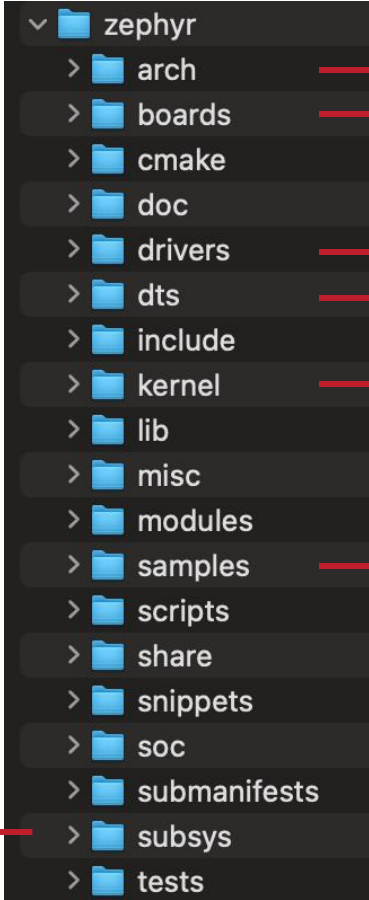 zephyr
arch
boards
cmake
doc
drivers
dts
include
kernel
lib
misc
modules
samples
scripts
share
snippets
soc
submanifests
subsys
tests